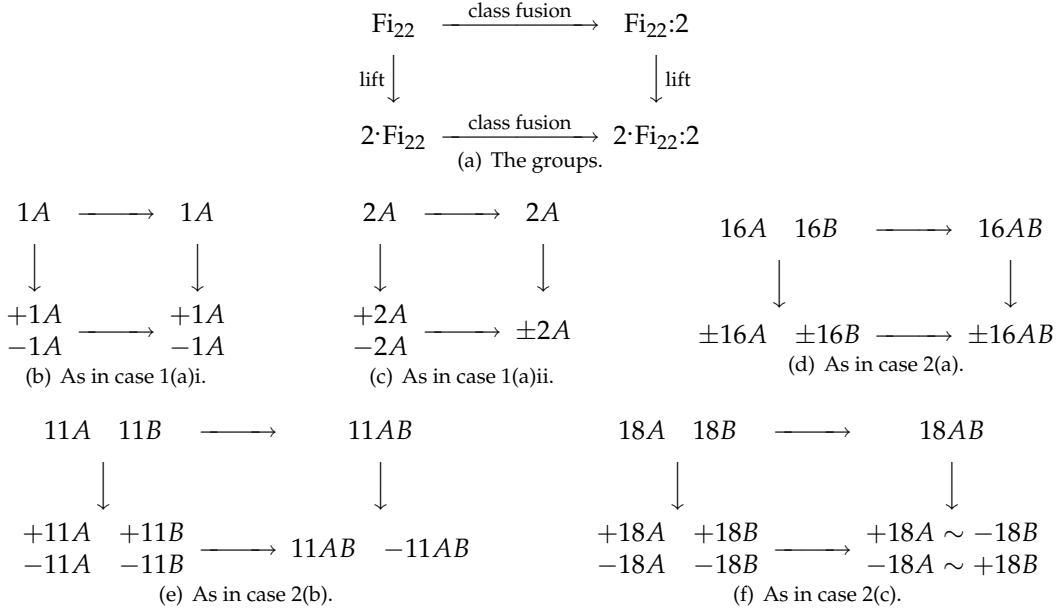 Fi₂₂ class fusion Fi₂₂:2
lift lift
2·Fi₂₂ class fusion 2·Fi₂₂:2
(a) The groups.
1A 1A
+1A +1A
−1A −1A
(b) As in case 1(a)i.
2A 2A
+2A
−2A ±2A
(c) As in case 1(a)ii.
16A 16B 16AB
±16A ±16B ±16AB
(d) As in case 2(a).
11A 11B 11AB
+11A +11B
−11A −11B 11AB −11AB
(e) As in case 2(b).
18A 18B 18AB
+18A +18B +18A ∼ −18B
−18A −18B −18A ∼ +18B
(f) As in case 2(c).